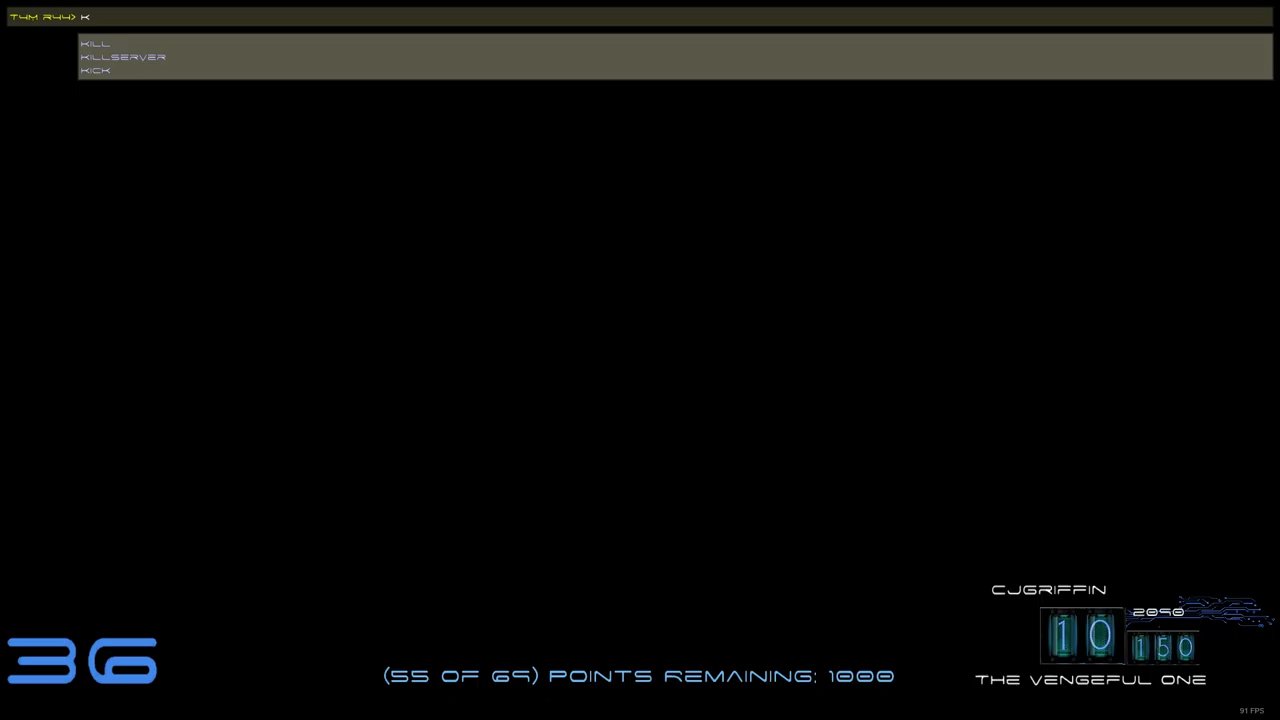 T4M R44> K
KILL
KILLSERVER
KICK
CJGRIFFIN
2090
10 150
36
(55 OF 69) POINTS REMAINING: 1000
THE VENGEFUL ONE
91 FPS